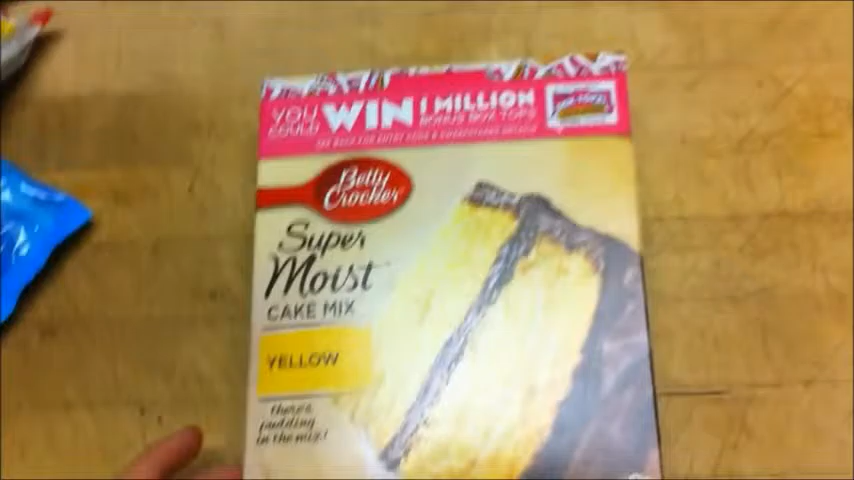 YOU COULD WIN 1 MILLION BONUS BOX TOPS
Betty Crocker
Super
Moist
CAKE MIX
YELLOW
there's
pudding
in the mix!